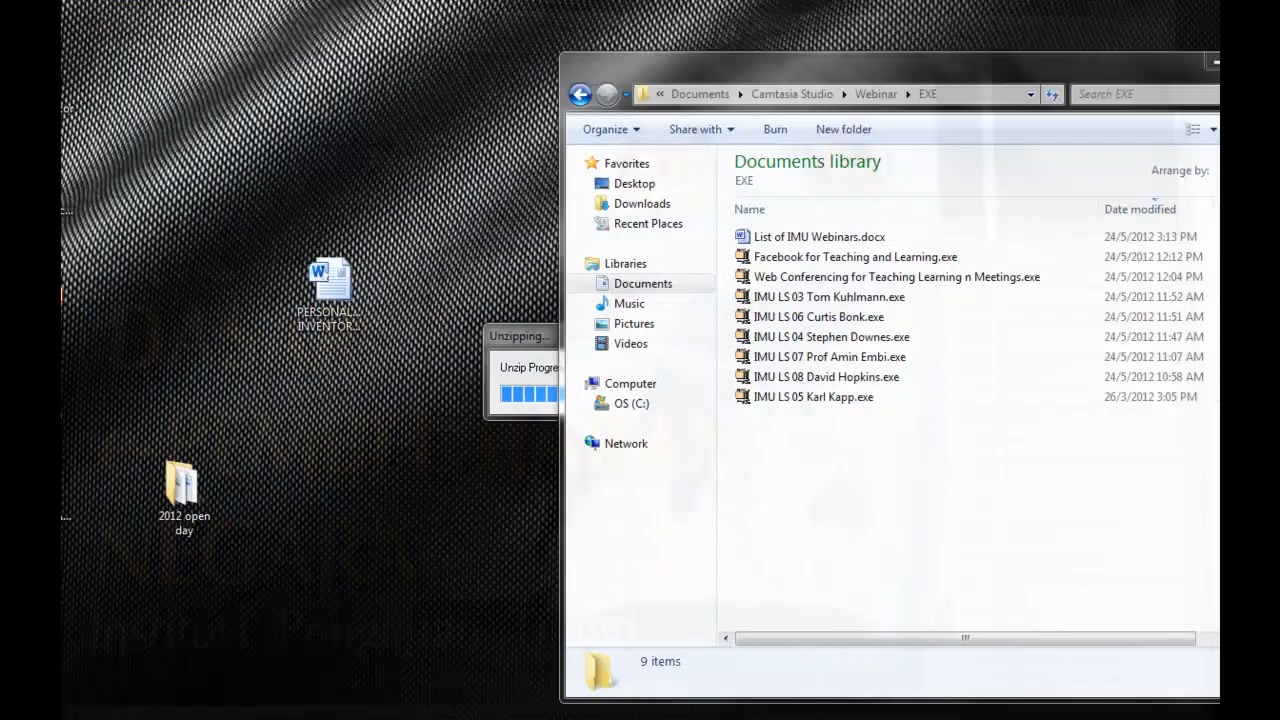 Documents Camtasia Studio Webinar EXE
Search EXE
Organize Share with Burn New folder
Documents library
EXE
Arrange by:
Name Date modified
Favorites
Desktop
Downloads
Recent Places
Libraries
Documents
Music
Pictures
Videos
Computer
OS (C:)
Network
List of IMU Webinars.docx 24/5/2012 3:13 PM
Facebook for Teaching and Learning.exe 24/5/2012 12:12 PM
Web Conferencing for Teaching Learning n Meetings.exe 24/5/2012 12:04 PM
IMU LS 03 Tom Kuhlmann.exe 24/5/2012 11:52 AM
IMU LS 06 Curtis Bonk.exe 24/5/2012 11:51 AM
IMU LS 04 Stephen Downes.exe 24/5/2012 11:47 AM
IMU LS 07 Prof Amin Embi.exe 24/5/2012 11:07 AM
IMU LS 08 David Hopkins.exe 24/5/2012 10:58 AM
IMU LS 05 Karl Kapp.exe 26/3/2012 3:05 PM
9 items
PERSONAL...
INVENTOR...
Unzipping...
Unzip Progre
2012 open
day
NEGARA